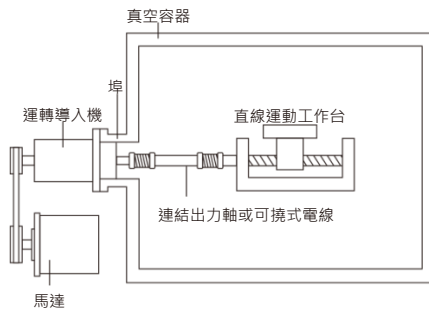 真空容器
埠
運轉導入機
直線運動工作台
連結出力軸或可撓式電線
馬達